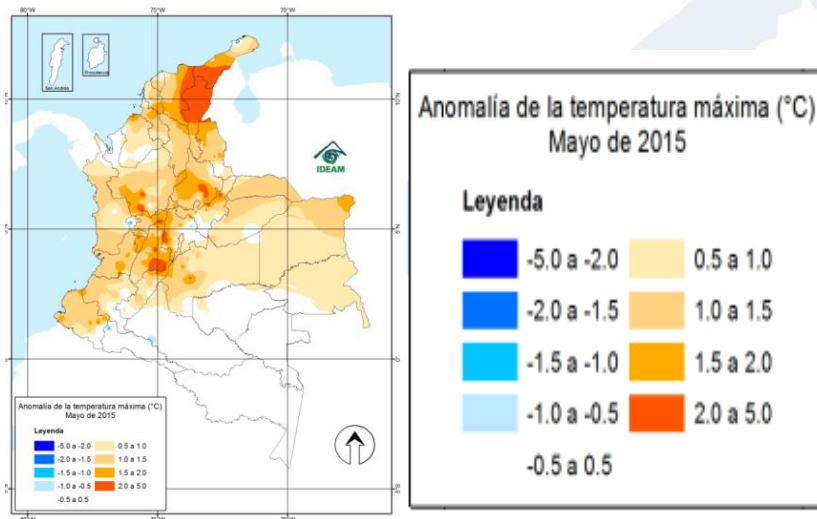 80°W
70°W
San Andrés
Providencia
10°N
IDEAM
5°N
0°
5°S
80°W
75°W
70°W
Anomalía de la temperatura máxima (°C)
Mayo de 2015
Leyenda
-5.0 a -2.0 0.5 a 1.0
-2.0 a -1.5 1.0 a 1.5
-1.5 a -1.0 1.5 a 2.0
-1.0 a -0.5 2.0 a 5.0
-0.5 a 0.5
Anomalía de la temperatura máxima (°C)
Mayo de 2015
Leyenda
-5.0 a -2.0 0.5 a 1.0
-2.0 a -1.5 1.0 a 1.5
-1.5 a -1.0 1.5 a 2.0
-1.0 a -0.5 2.0 a 5.0
-0.5 a 0.5